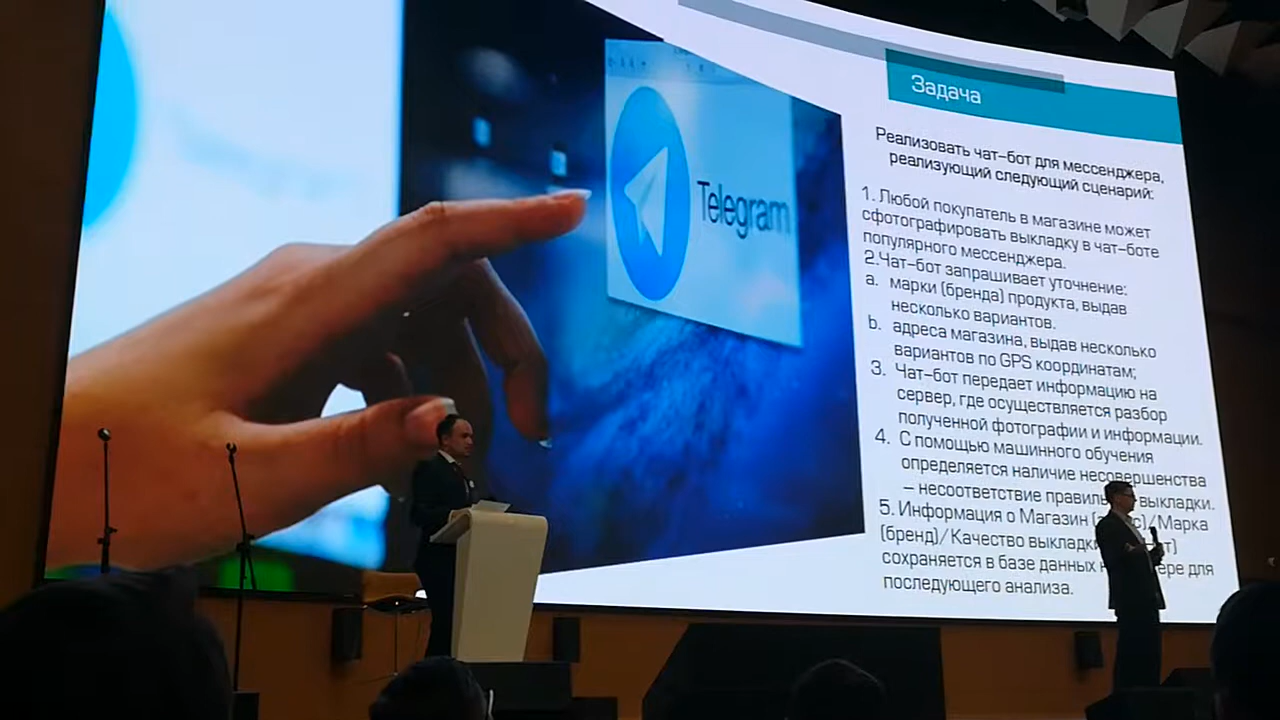 Telegram
Задача
Реализовать чат-бот для мессенджера,
реализующий следующий сценарий:
1. Любой покупатель в магазине может
сфотографировать выкладку в чат-боте
популярного мессенджера.
2.Чат-бот запрашивает уточнение:
a. марки (бренда) продукта, выдав
несколько вариантов.
b. адреса магазина, выдав несколько
вариантов по GPS координатам;
3. Чат-бот передает информацию на
сервер, где осуществляется разбор
полученной фотографии и информации.
4. С помощью машинного обучения
определяется наличие несовершенства
– несоответствие выкладки.
5. Информация о Магазин /Марка
(бренд)/Качество
сохраняется в базе данных для
последующего анализа.